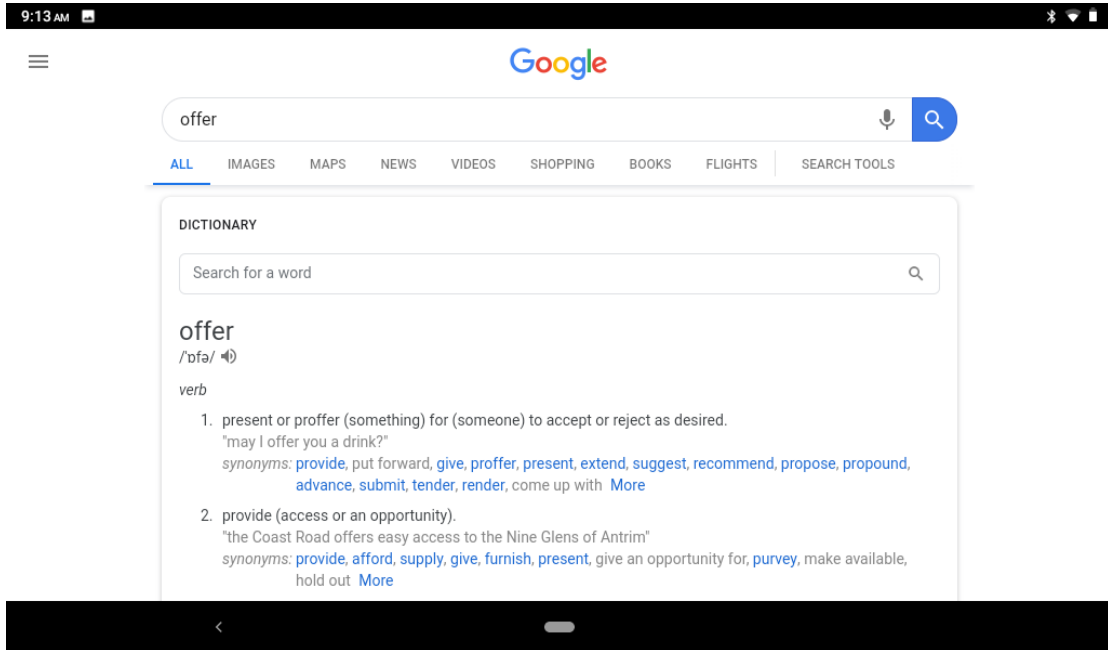 9:13 AM
Google
offer
ALL IMAGES MAPS NEWS VIDEOS SHOPPING BOOKS FLIGHTS SEARCH TOOLS
DICTIONARY
Search for a word
offer
/ˈɒfə/
verb
1. present or proffer (something) for (someone) to accept or reject as desired.
"may I offer you a drink?"
synonyms: provide, put forward, give, proffer, present, extend, suggest, recommend, propose, propound,
advance, submit, tender, render, come up with More
2. provide (access or an opportunity).
"the Coast Road offers easy access to the Nine Glens of Antrim"
synonyms: provide, afford, supply, give, furnish, present, give an opportunity for, purvey, make available,
hold out More